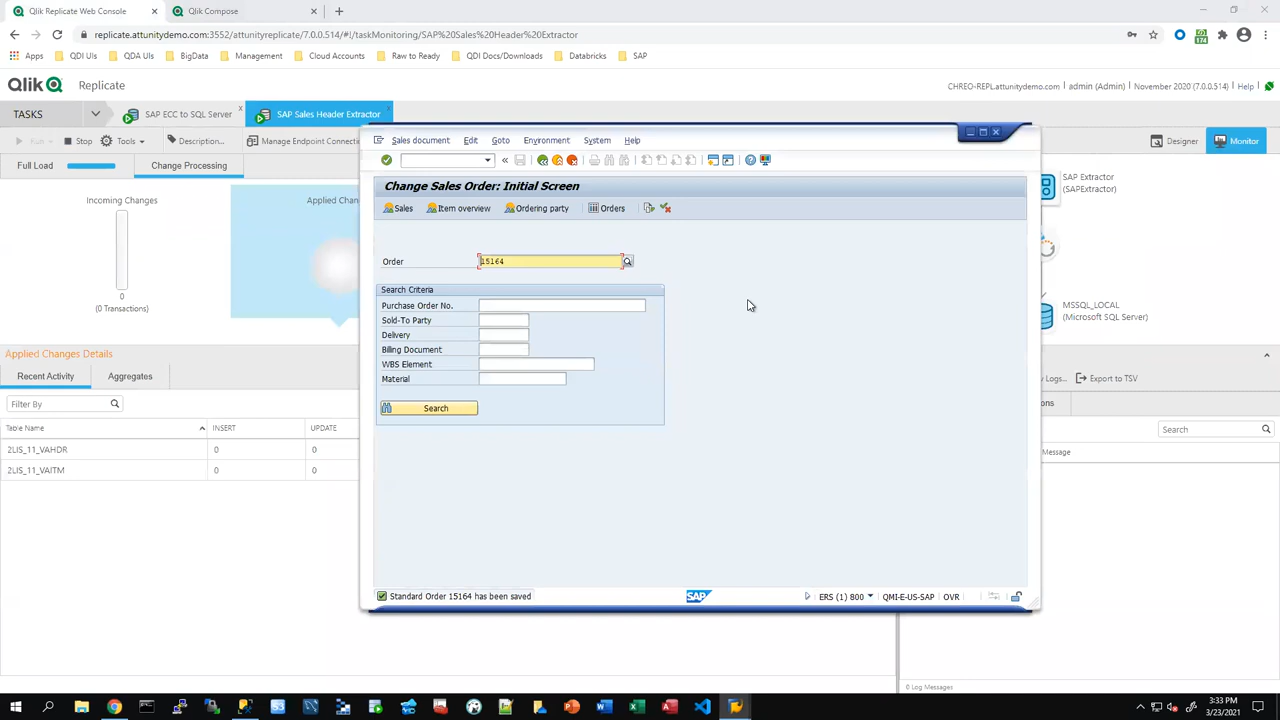 Qlik Replicate Web Console
Qlik Compose
replicate.attunitydemo.com:3552/attunityreplicate/7.0.0.514/#!/taskMonitoring/SAP%20Sales%20Header%20Extractor
Apps
QDI UIs
QDA UIs
BigData
Management
Cloud Accounts
Raw to Ready
QDI Docs/Downloads
Databricks
SAP
Qlik
Replicate
CHREO-REPL.attunitydemo.com
admin (Admin)
November 2020 (7.0.0.514)
Help
TASKS
SAP ECC to SQL Server
SAP Sales Header Extractor
Run
Stop
Tools
Description...
Manage Endpoint Connecti
Designer
Monitor
Full Load
Change Processing
Incoming Changes
0
(0 Transactions)
Applied Chan
Applied Changes Details
Recent Activity
Aggregates
Filter By
Table Name
INSERT
UPDATE
2LIS_11_VAHDR
0
0
2LIS_11_VAITM
0
0
Sales document
Edit
Goto
Environment
System
Help
Change Sales Order: Initial Screen
Sales
Item overview
Ordering party
Orders
Order
15164
Search Criteria
Purchase Order No.
Sold-To Party
Delivery
Billing Document
WBS Element
Material
Search
Standard Order 15164 has been saved
SAP
ERS (1) 800
QMI-E-US-SAP
OVR
SAP Extractor
(SAPExtractor)
MSSQL_LOCAL
(Microsoft SQL Server)
Logs...
Export to TSV
ons
Search
Message
0 Log Messages
3:33 PM
3/23/2021